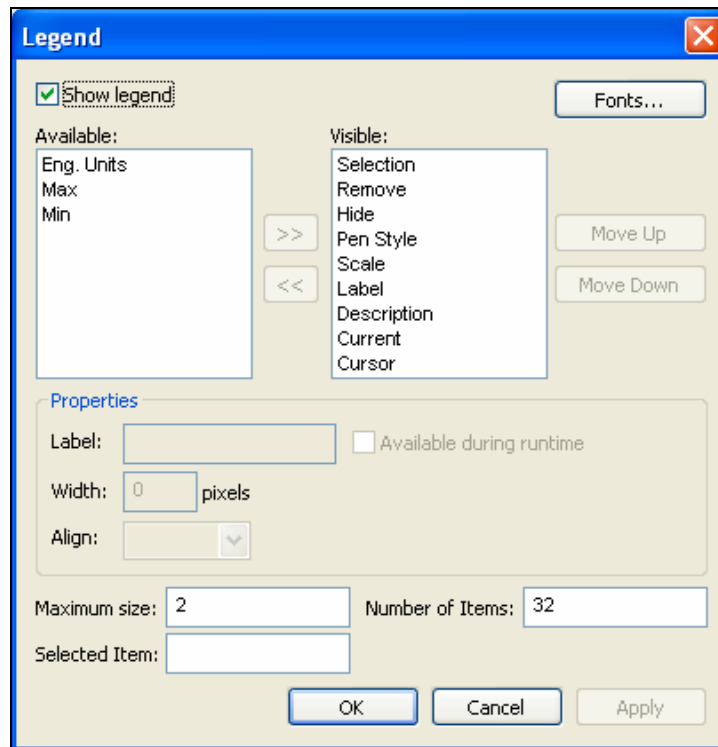 Legend
Show legend
Fonts...
Available:
Visible:
Eng. Units
Max
Min
>>
<<
Selection
Remove
Hide
Pen Style
Scale
Label
Description
Current
Cursor
Move Up
Move Down
Properties
Label:
Available during runtime
Width: 0 pixels
Align:
Maximum size: 2
Number of Items: 32
Selected Item:
OK
Cancel
Apply